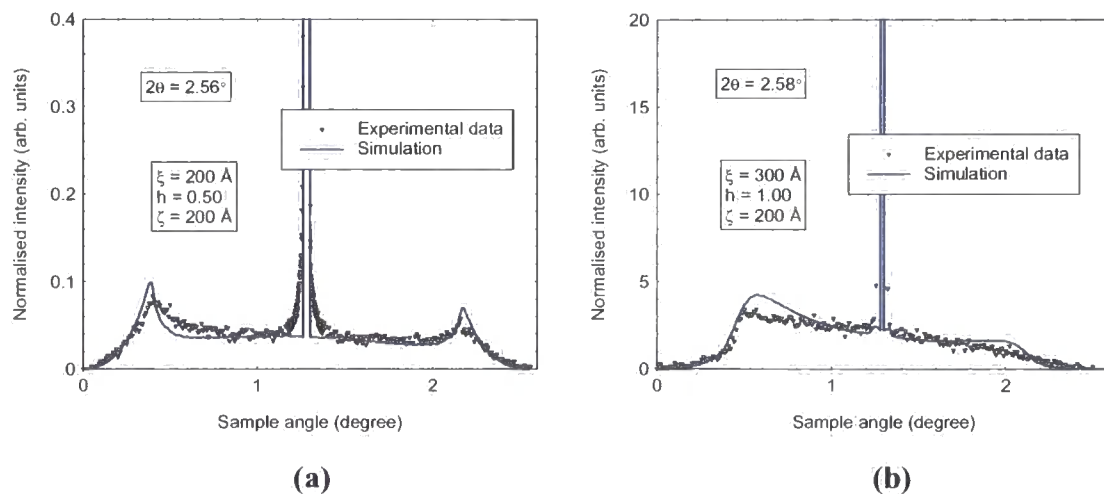 Normalised intensity (arb. units)
0.4
0.3
0.2
0.1
0
0
1
2
2θ = 2.56°
Experimental data
Simulation
ξ = 200 Å
h = 0.50
ζ = 200 Å
Sample angle (degree)
(a)
Normalised intensity (arb. units)
20
15
10
5
0
0
1
2
2θ = 2.58°
Experimental data
Simulation
ξ = 300 Å
h = 1.00
ζ = 200 Å
Sample angle (degree)
(b)